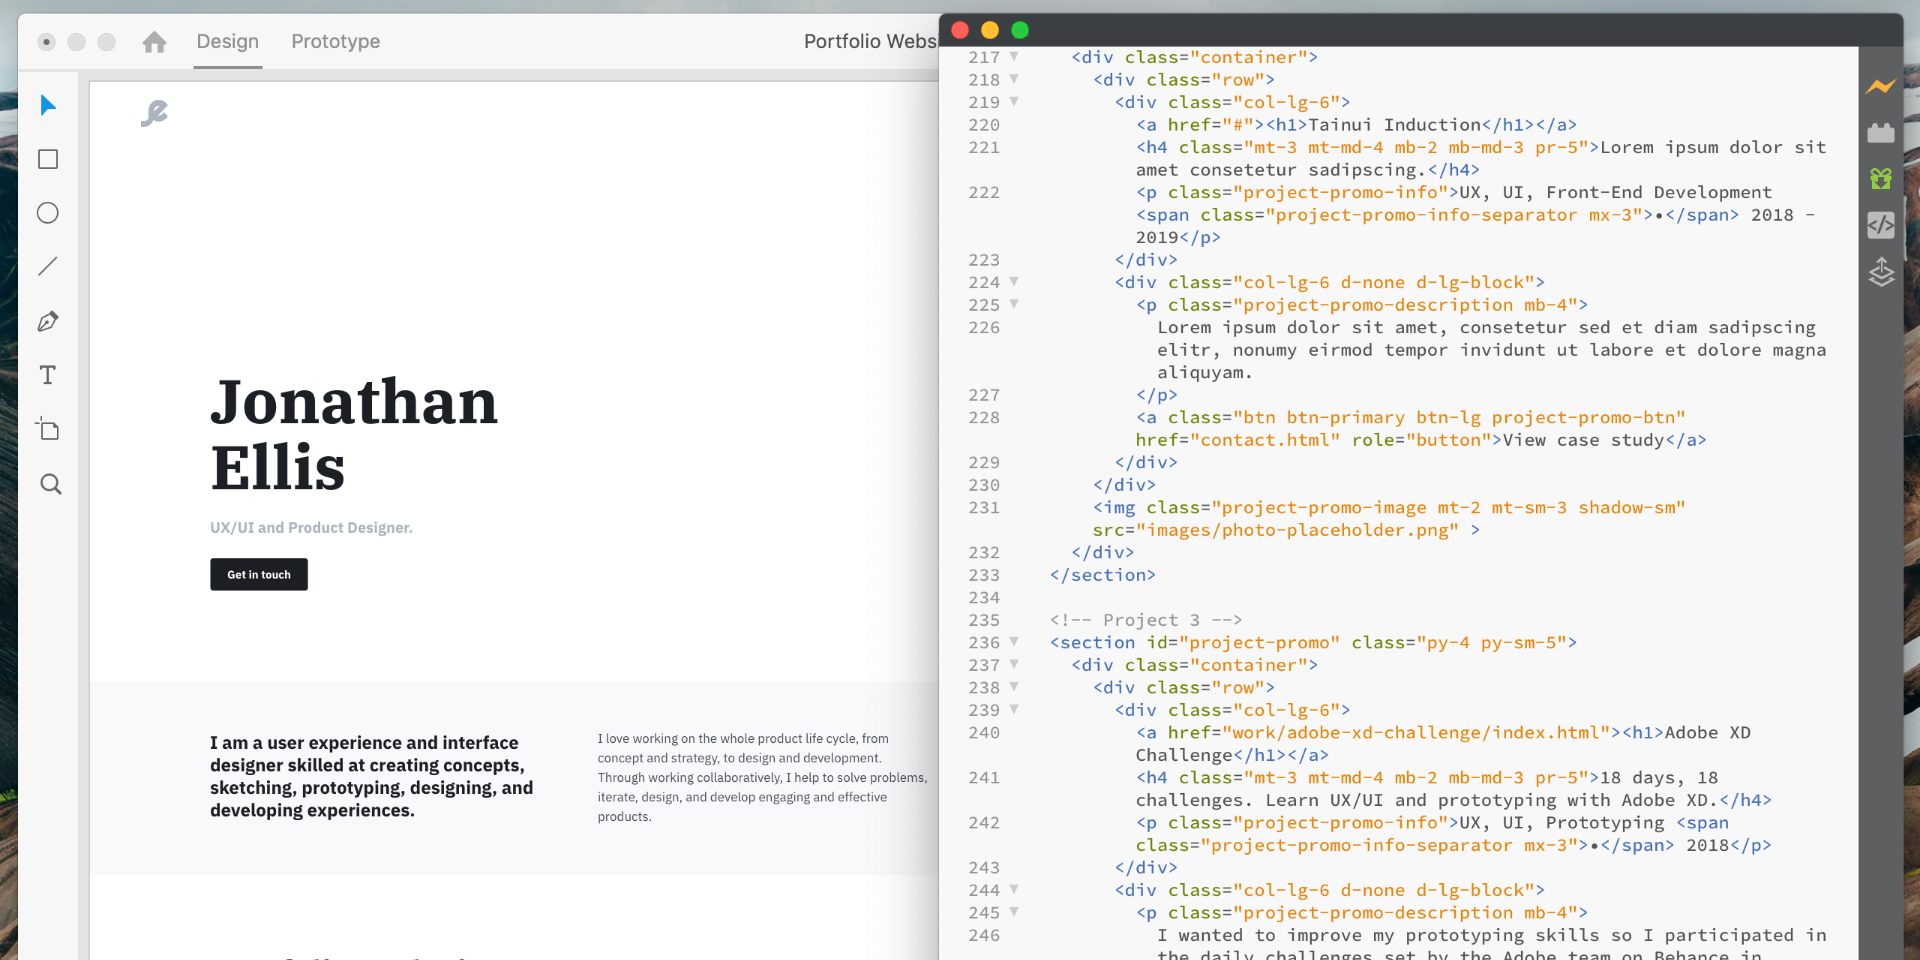 Design Prototype
Portfolio Websi
Jonathan
Ellis
UX/UI and Product Designer.
Get in touch
I am a user experience and interface
designer skilled at creating concepts,
sketching, prototyping, designing, and
developing experiences.
I love working on the whole product life cycle, from
concept and strategy, to design and development.
Through working collaboratively, I help to solve problems,
iterate, design, and develop engaging and effective
products.
217 <div class="container">
218 <div class="row">
219 <div class="col-lg-6">
220 <a href="#"><h1>Tainui Induction</h1></a>
221 <h4 class="mt-3 mt-md-4 mb-2 mb-md-3 pr-5">Lorem ipsum dolor sit
amet consetetur sadipscing.</h4>
222 <p class="project-promo-info">UX, UI, Front-End Development
<span class="project-promo-info-separator mx-3">•</span> 2018 -
2019</p>
223 </div>
224 <div class="col-lg-6 d-none d-lg-block">
225 <p class="project-promo-description mb-4">
226 Lorem ipsum dolor sit amet, consetetur sed et diam sadipscing
elitr, nonumy eirmod tempor invidunt ut labore et dolore magna
aliquyam.
227 </p>
228 <a class="btn btn-primary btn-lg project-promo-btn"
href="contact.html" role="button">View case study</a>
229 </div>
230 </div>
231 <img class="project-promo-image mt-2 mt-sm-3 shadow-sm"
src="images/photo-placeholder.png" >
232 </div>
233 </section>
234
235 <!-- Project 3 -->
236 <section id="project-promo" class="py-4 py-sm-5">
237 <div class="container">
238 <div class="row">
239 <div class="col-lg-6">
240 <a href="work/adobe-xd-challenge/index.html"><h1>Adobe XD
Challenge</h1></a>
241 <h4 class="mt-3 mt-md-4 mb-2 mb-md-3 pr-5">18 days, 18
challenges. Learn UX/UI and prototyping with Adobe XD.</h4>
242 <p class="project-promo-info">UX, UI, Prototyping <span
class="project-promo-info-separator mx-3">•</span> 2018</p>
243 </div>
244 <div class="col-lg-6 d-none d-lg-block">
245 <p class="project-promo-description mb-4">
246 I wanted to improve my prototyping skills so I participated in
the daily challenges set by the Adobe team on Behance in